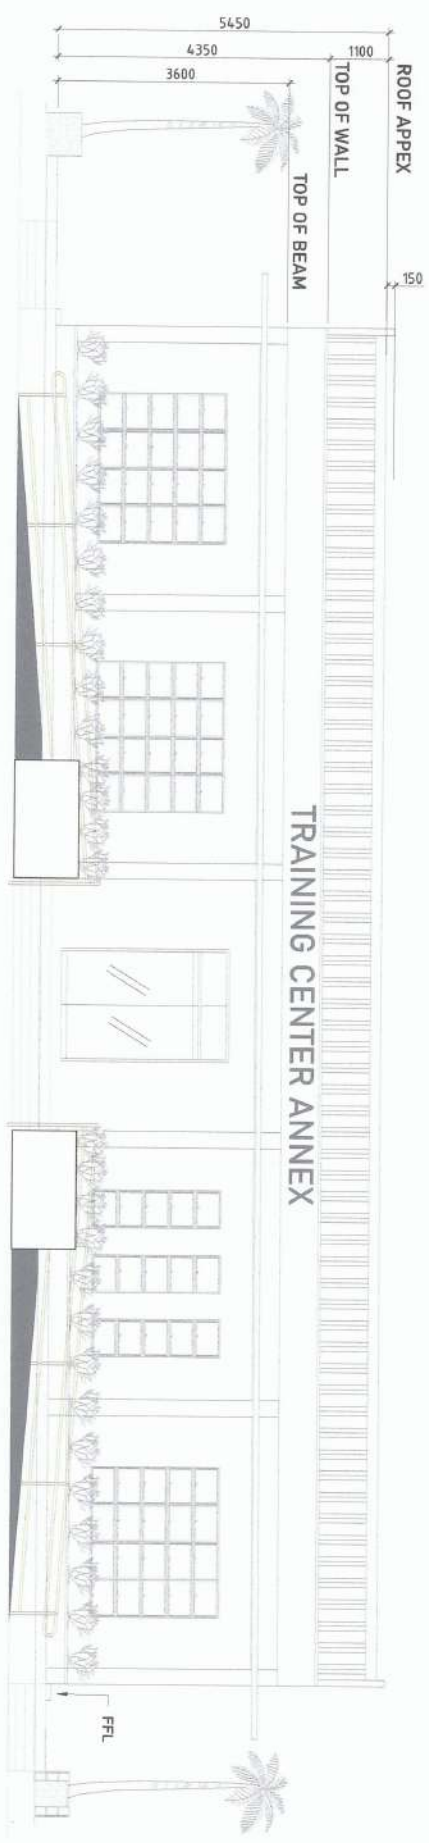 5450
4350
1100
3600
ROOF APPEX
TOP OF WALL
TOP OF BEAM
150
TRAINING CENTER ANNEX
FFL